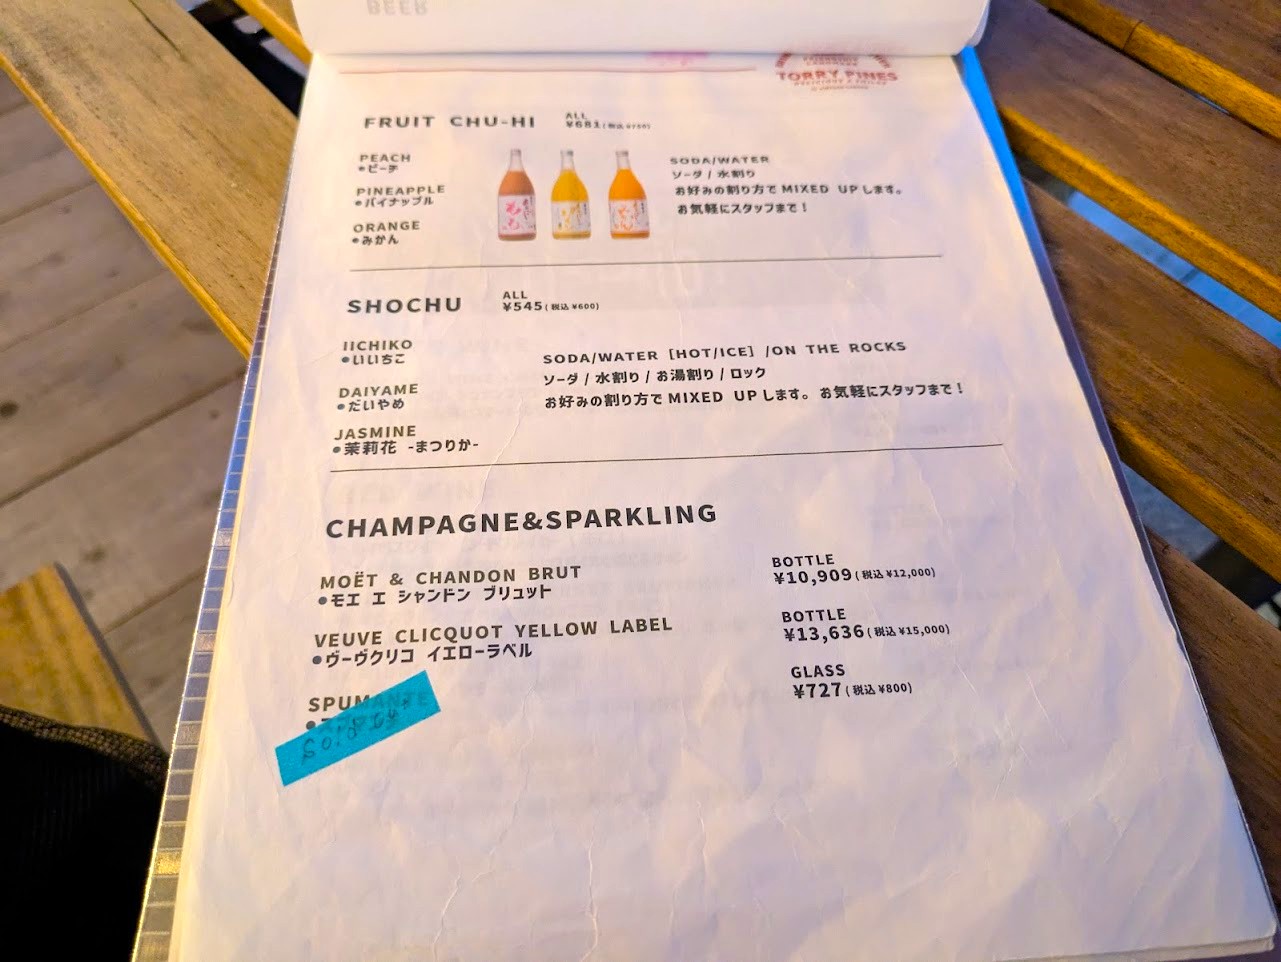 BEER
TORRY PINES
FRUIT CHU-HI
ALL
¥681(税込 ¥750)
PEACH
●ピーチ
PINEAPPLE
●パイナップル
ORANGE
●みかん
SODA/WATER
ソーダ / 水割り
お好みの割り方で MIXED UP します。
お気軽にスタッフまで！
SHOCHU
ALL
¥545(税込 ¥600)
IICHIKO
●いいちこ
DAIYAME
●だいやめ
JASMINE
●茉莉花 -まつりか-
SODA/WATER [HOT/ICE] /ON THE ROCKS
ソーダ / 水割り / お湯割り / ロック
お好みの割り方で MIXED UP します。 お気軽にスタッフまで！
CHAMPAGNE&SPARKLING
MOËT & CHANDON BRUT
●モエ エ シャンドン ブリュット
BOTTLE
¥10,909(税込 ¥12,000)
VEUVE CLICQUOT YELLOW LABEL
●ヴーヴクリコ イエローラベル
BOTTLE
¥13,636(税込 ¥15,000)
SPUMANTE
GLASS
¥727(税込 ¥800)